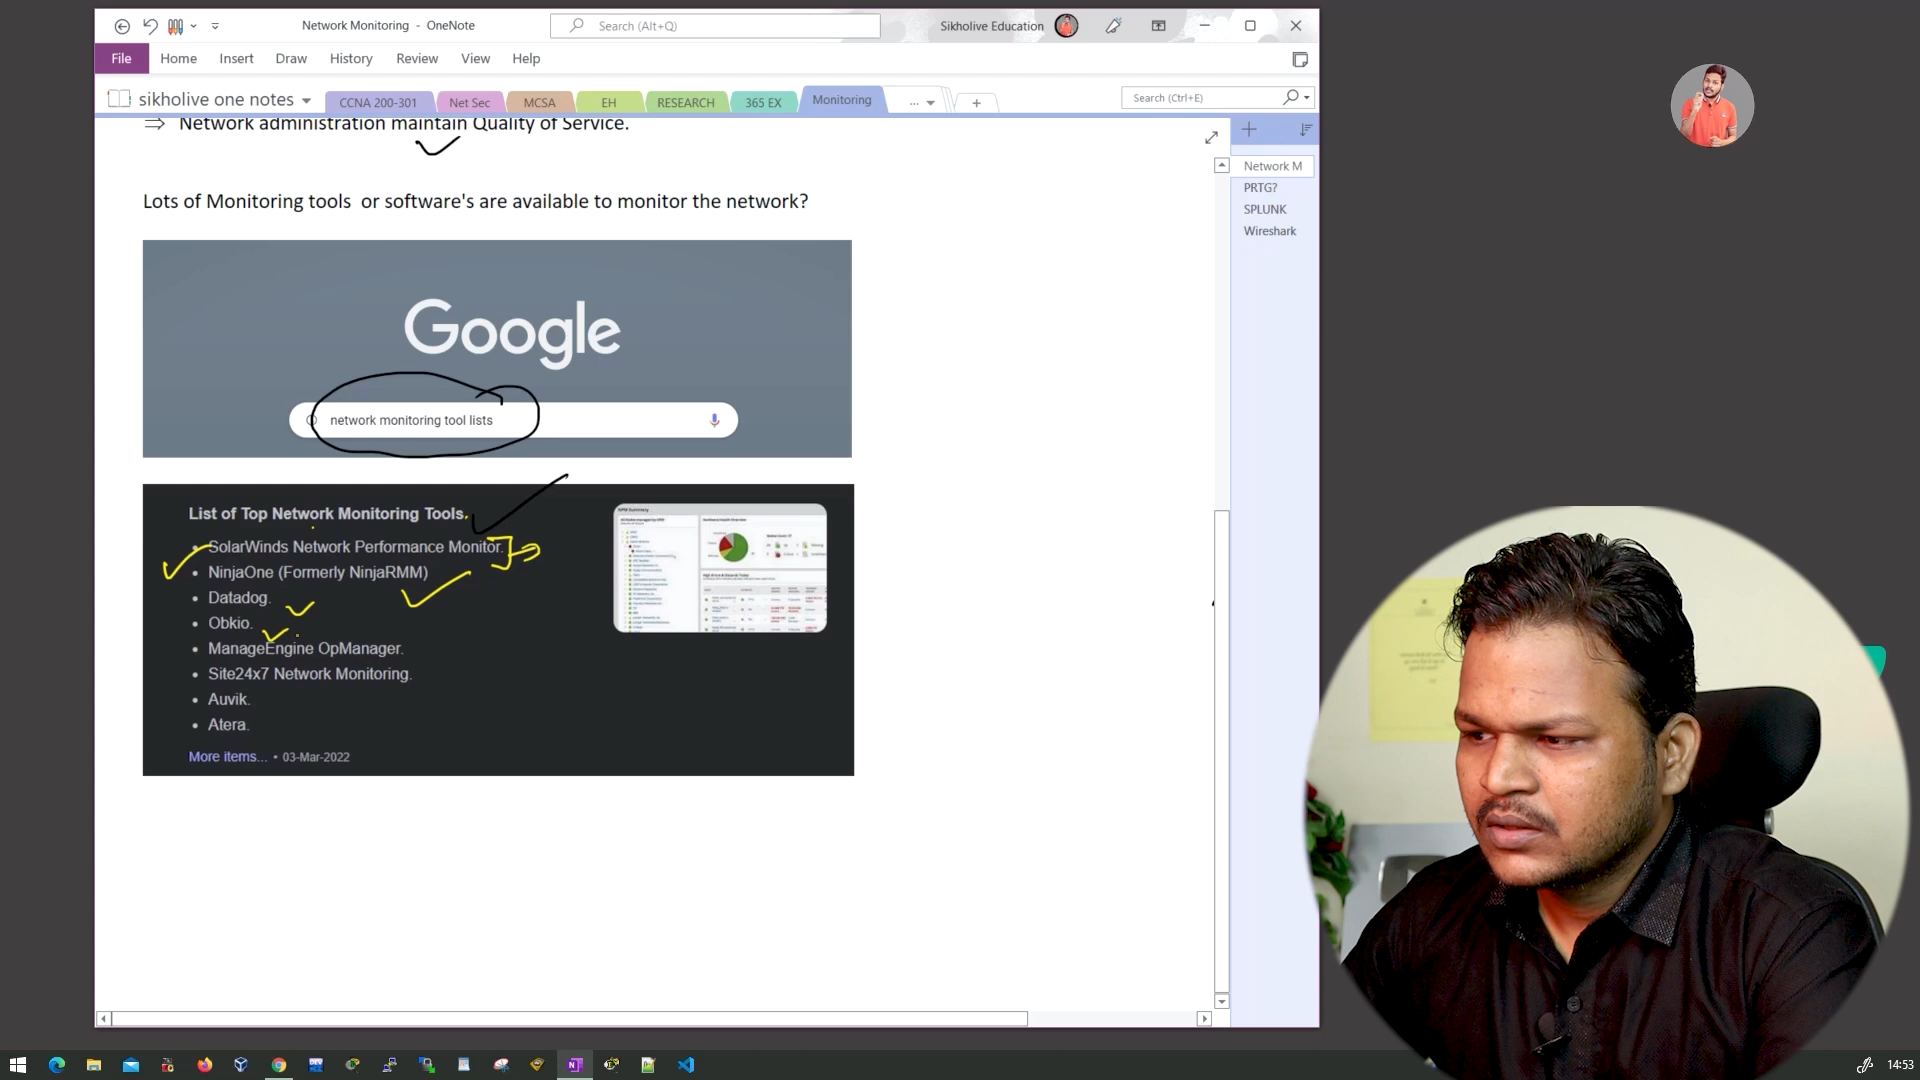 Network Monitoring - OneNote
Search (Alt+Q)
Sikholive Education
File Home Insert Draw History Review View Help
sikholive one notes
CCNA 200-301 Net Sec MCSA EH RESEARCH 365 EX Monitoring ...
Search (Ctrl+E)
⇒ Network administration maintain Quality of Service.
Network M
PRTG?
SPLUNK
Wireshark
Lots of Monitoring tools or software's are available to monitor the network?
Google
network monitoring tool lists
List of Top Network Monitoring Tools.
• SolarWinds Network Performance Monitor.
• NinjaOne (Formerly NinjaRMM)
• Datadog.
• Obkio.
• ManageEngine OpManager.
• Site24x7 Network Monitoring.
• Auvik.
• Atera.
More items... • 03-Mar-2022
14:53